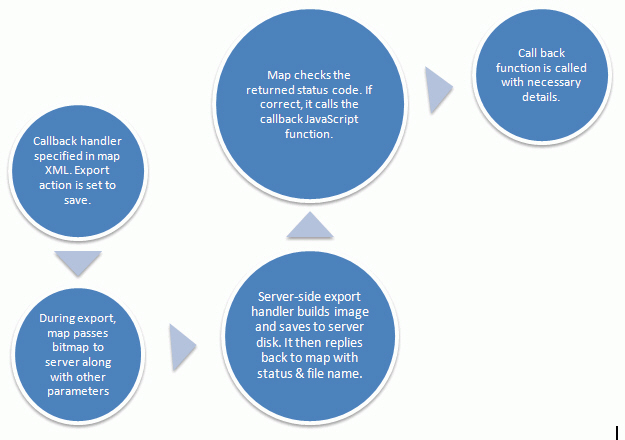 Callback handler
specified in map
XML. Export
action is set to
save.
During export,
map passes
bitmap to
server along
with other
parameters
Server-side export
handler builds image
and saves to server
disk. It then replies
back to map with
status & file name.
Map checks the
returned status code. If
correct, it calls the
callback JavaScript
function.
Call back
function is called
with necessary
details.